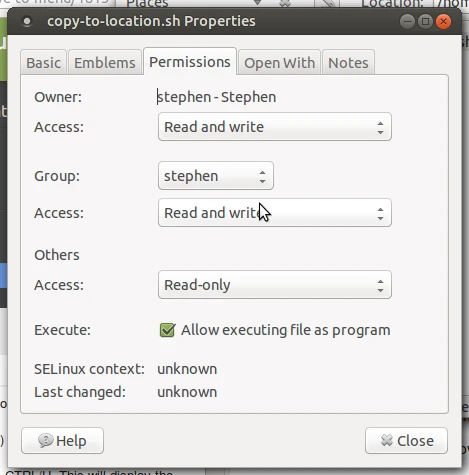 Places
Location:
copy-to-location.sh Properties
Basic Emblems Permissions Open With Notes
Owner: stephen - Stephen
Access: Read and write
Group: stephen
Access: Read and write
Others
Access: Read-only
Execute: Allow executing file as program
SELinux context: unknown
Last changed: unknown
Help Close